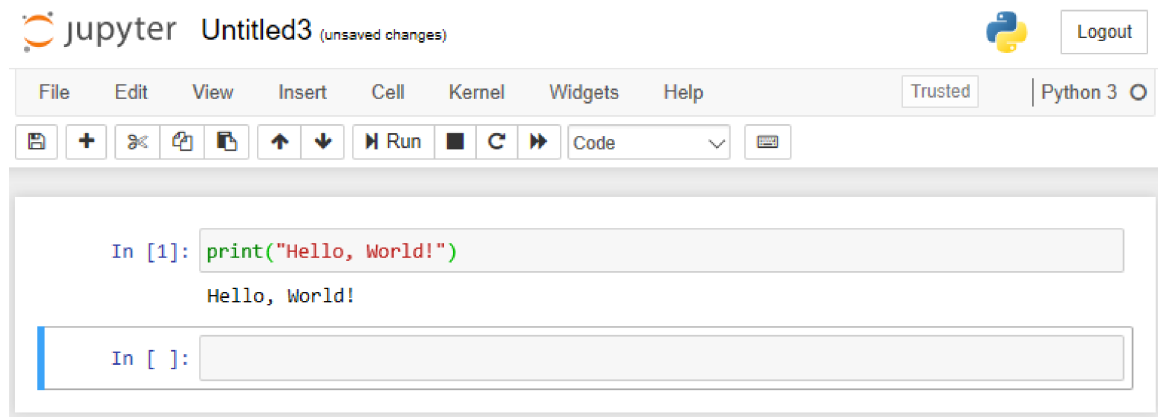 jupyter Untitled3 (unsaved changes) Logout
File Edit View Insert Cell Kernel Widgets Help Trusted Python 3
Run Code
In [1]: print("Hello, World!")
Hello, World!
In [ ]: